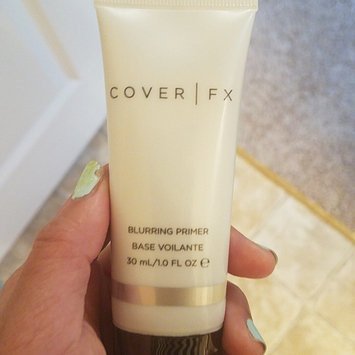 COVER | FX
BLURRING PRIMER
BASE VOILANTE
30 mL/1.0 FL OZ ℮